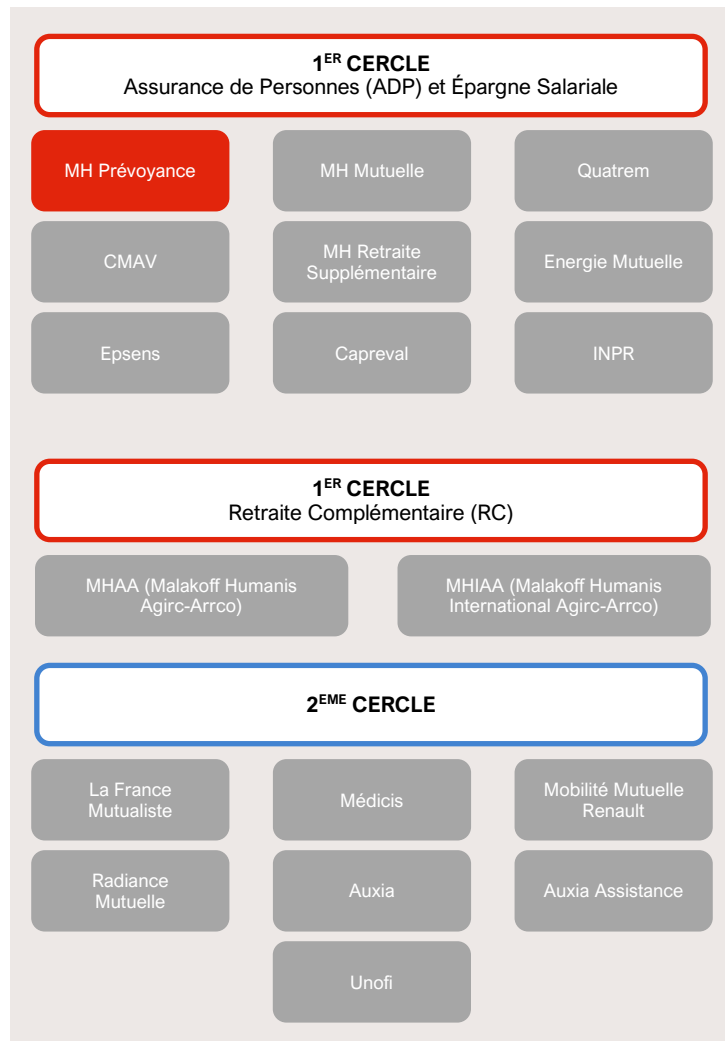 1ER CERCLE
Assurance de Personnes (ADP) et Épargne Salariale
MH Prévoyance
MH Mutuelle
Quatrem
CMAV
MH Retraite
Supplémentaire
Energie Mutuelle
Epsens
Capreval
INPR
1ER CERCLE
Retraite Complémentaire (RC)
MHAA (Malakoff Humanis
Agirc-Arrco)
MHIAA (Malakoff Humanis
International Agirc-Arrco)
2EME CERCLE
La France
Mutualiste
Médicis
Mobilité Mutuelle
Renault
Radiance
Mutuelle
Auxia
Auxia Assistance
Unofi